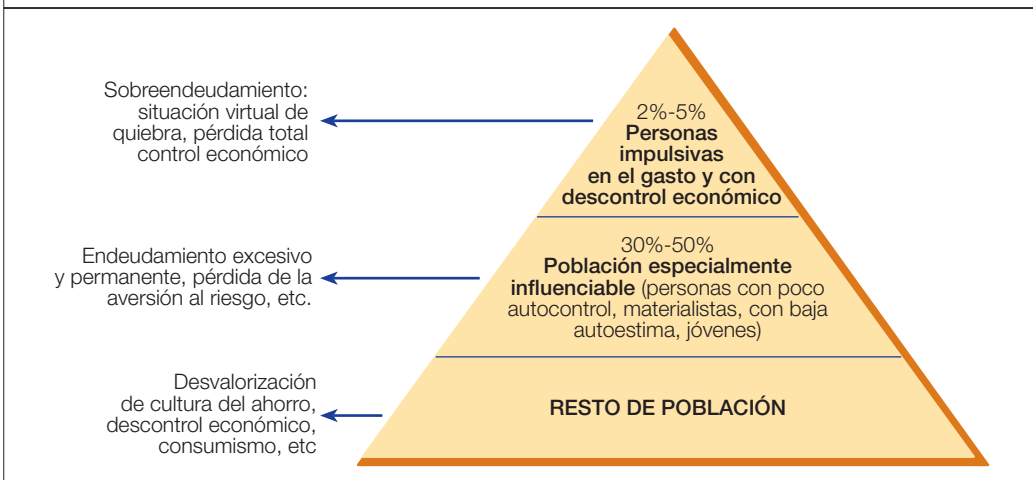 Sobreendeudamiento:
situación virtual de
quiebra, pérdida total
control económico
2%-5%
Personas
impulsivas
en el gasto y con
descontrol económico
Endeudamiento excesivo
y permanente, pérdida de la
aversión al riesgo, etc.
30%-50%
Población especialmente
influenciable (personas con poco
autocontrol, materialistas, con baja
autoestima, jóvenes)
Desvalorización
de cultura del ahorro,
descontrol económico,
consumismo, etc
RESTO DE POBLACIÓN